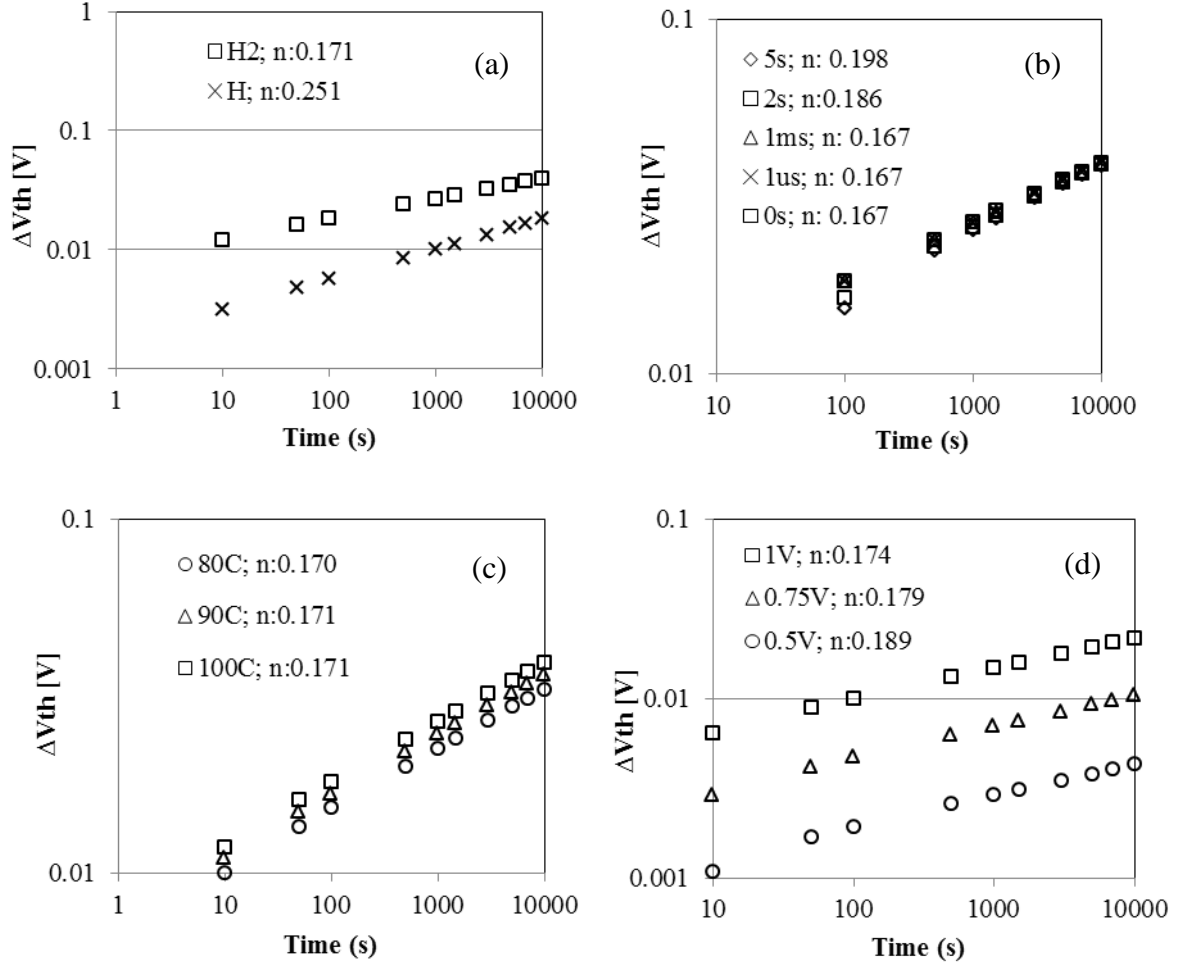 (a)
1
0.1
0.01
0.001
ΔVth [V]
H2; n:0.171
H; n:0.251
1 10 100 1000 10000
Time (s)
(b)
0.1
0.01
ΔVth [V]
5s; n: 0.198
2s; n:0.186
1ms; n: 0.167
1us; n: 0.167
0s; n: 0.167
10 100 1000 10000
Time (s)
(c)
0.1
0.01
ΔVth [V]
80C; n:0.170
90C; n:0.171
100C; n:0.171
1 10 100 1000 10000
Time (s)
(d)
0.1
0.01
0.001
ΔVth [V]
1V; n:0.174
0.75V; n:0.179
0.5V; n:0.189
10 100 1000 10000
Time (s)